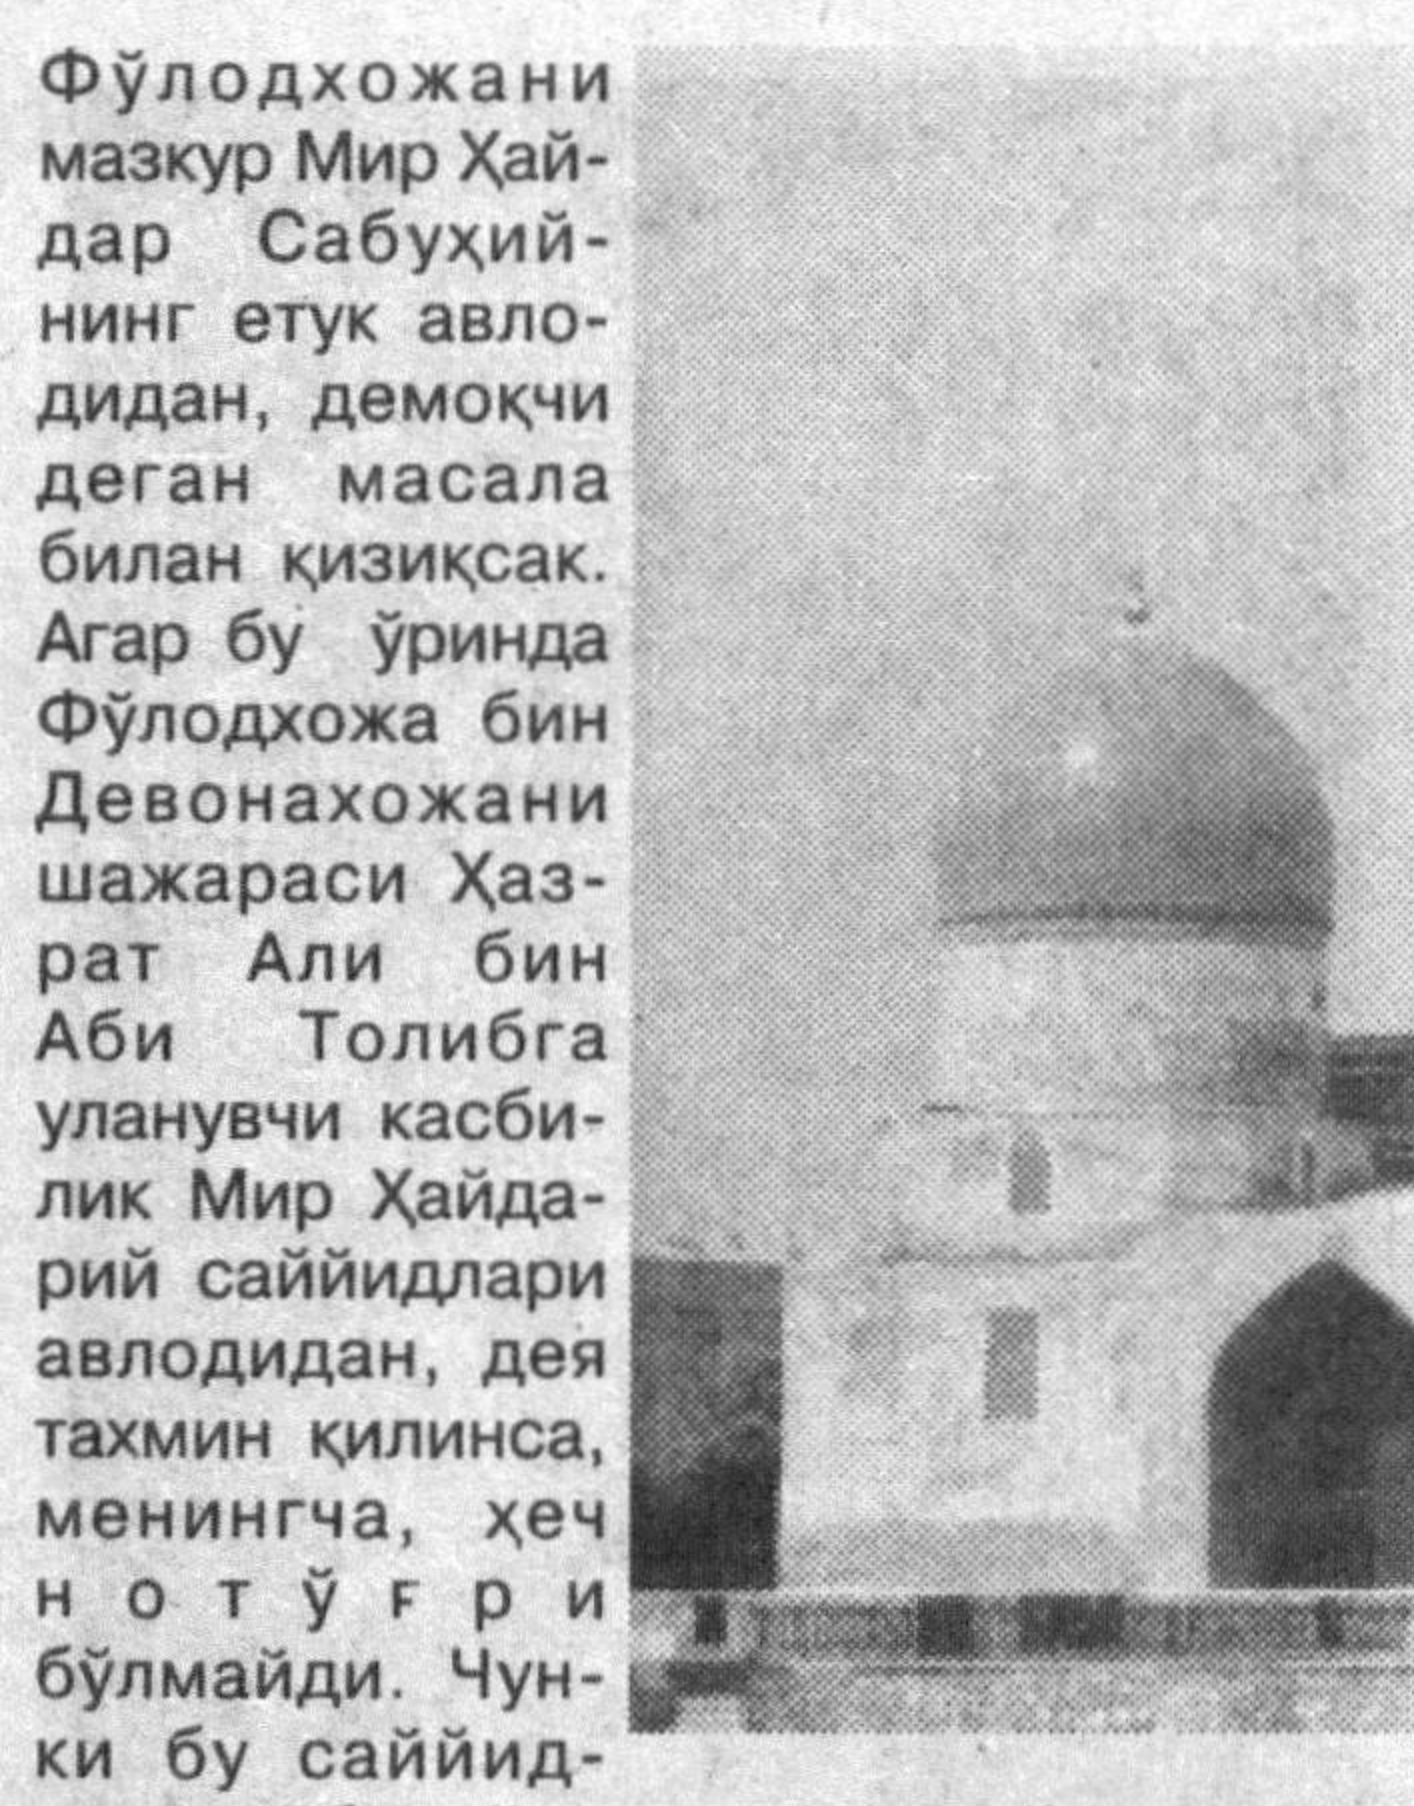 Фўлодхожани
мазкур Мир Ҳай-
дар Сабуҳий-
нинг етук авло-
дидан, демоқчи
деган масала
билан қизиқсак.
Агар бу ўринда
Фўлодхожа бин
Девонахожани
шажараси Ҳаз-
рат Али бин
Аби Толибга
уланувчи касби-
лик Мир Ҳайда-
рий саййидлари
авлодидан, дея
тахмин қилинса,
менингча, ҳеч
нотўғри
бўлмайди. Чун-
ки бу саййид-